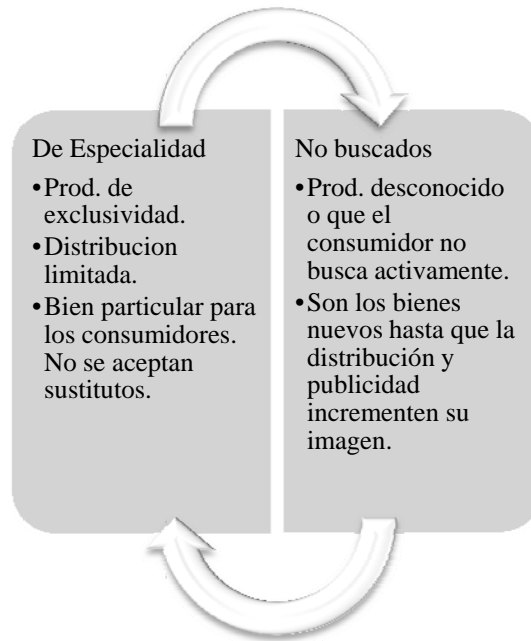 De Especialidad
•Prod. de
exclusividad.
•Distribucion
limitada.
•Bien particular para
los consumidores.
No se aceptan
sustitutos.
No buscados
•Prod. desconocido
o que el
consumidor no
busca activamente.
•Son los bienes
nuevos hasta que la
distribución y
publicidad
incrementen su
imagen.